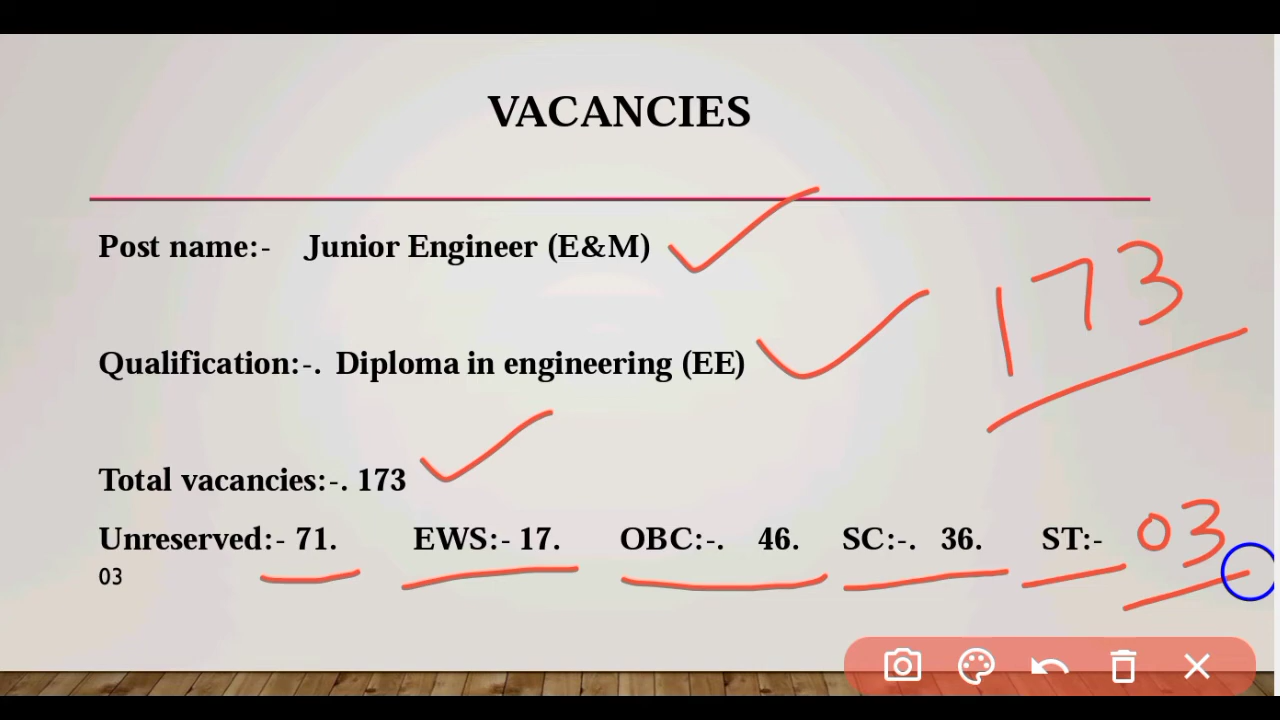 VACANCIES
Post name:-    Junior Engineer (E&M)
173
Qualification:-.  Diploma in engineering (EE)
Total vacancies:-. 173
Unreserved:- 71.    EWS:- 17.    OBC:-.    46.    SC:-.   36.    ST:-  03
03